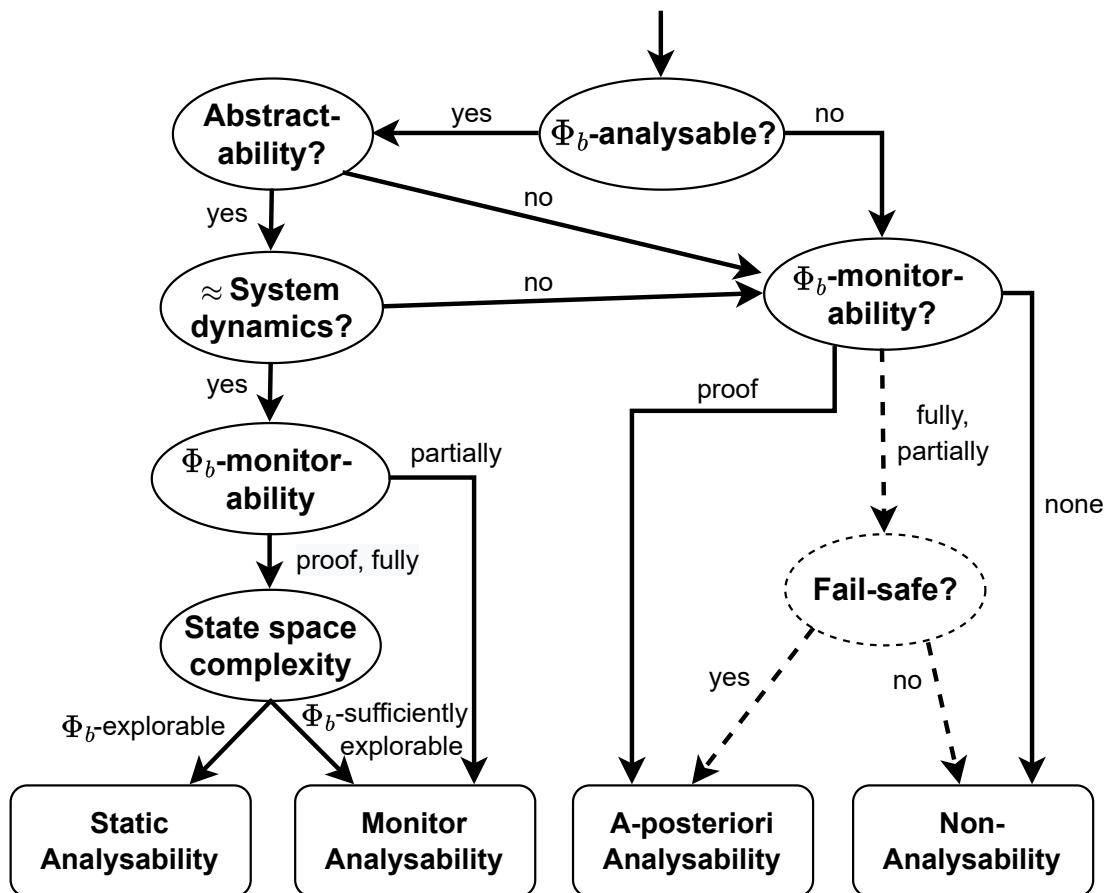 yes
Φb-analysable?
no
Abstract-
ability?
no
yes
≈ System
dynamics?
no
Φb-monitor-
ability?
yes
proof
fully,
partially
Φb-monitor-
ability
partially
none
proof, fully
Fail-safe?
State space
complexity
yes
no
Φb-explorable
Φb-sufficiently
explorable
Static
Analysability
Monitor
Analysability
A-posteriori
Analysability
Non-
Analysability